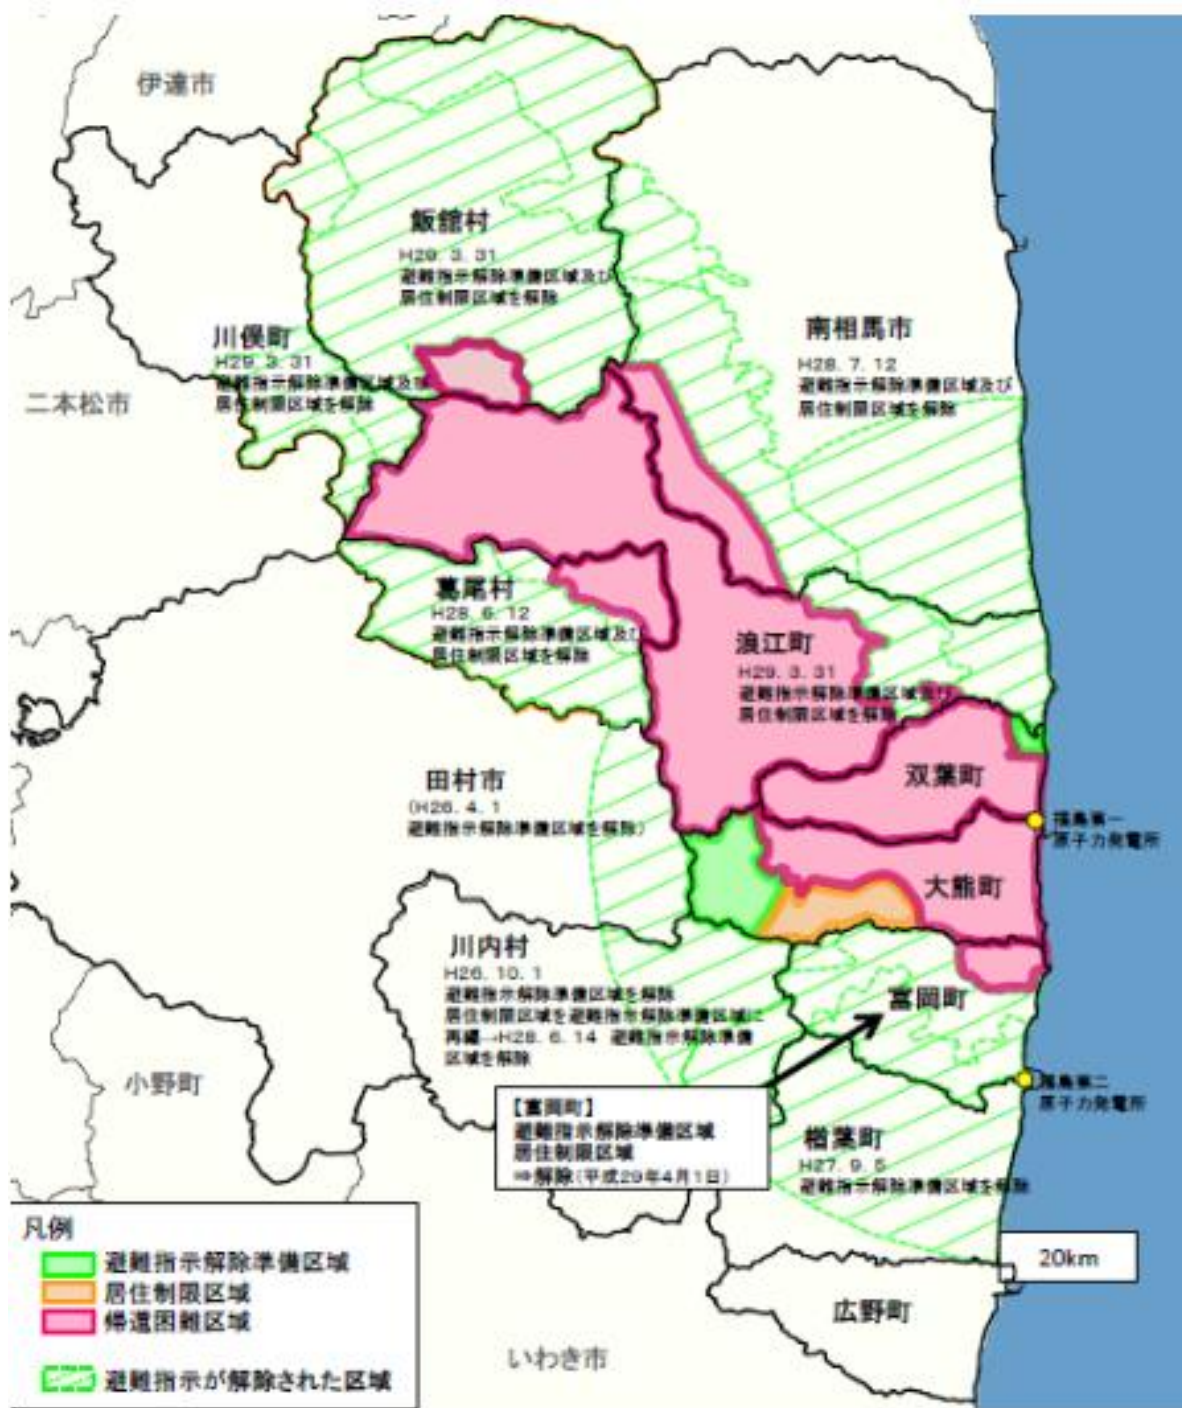 伊達市
飯舘村
H29. 3. 31
避難指示解除準備区域及び
居住制限区域を解除
川俣町
H29. 3. 31
避難指示解除準備区域及び
居住制限区域を解除
南相馬市
H28. 7. 12
避難指示解除準備区域及び
居住制限区域を解除
二本松市
葛尾村
H28. 6. 12
避難指示解除準備区域及び
居住制限区域を解除
浪江町
H29. 3. 31
避難指示解除準備区域及び
居住制限区域を解除
双葉町
田村市
(H26. 4. 1
避難指示解除準備区域を解除)
福島第一
原子力発電所
大熊町
川内村
H26. 10. 1
避難指示解除準備区域を解除
居住制限区域を避難指示解除準備区域に
再編→H28. 6. 14 避難指示解除準備
区域を解除
富岡町
小野町
福島第二
原子力発電所
【富岡町】
避難指示解除準備区域
居住制限区域
⇒解除(平成29年4月1日)
楢葉町
H27. 9. 5
避難指示解除準備区域を解除
凡例
避難指示解除準備区域
居住制限区域
帰還困難区域
避難指示が解除された区域
20km
広野町
いわき市